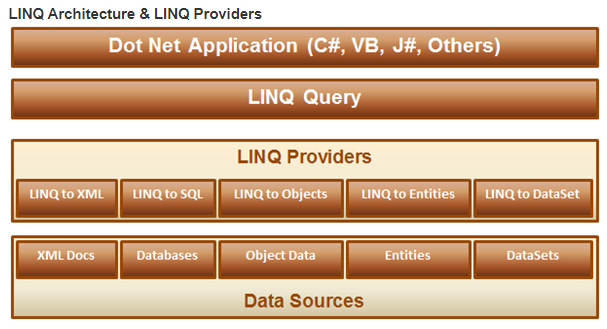 LINQ Architecture & LINQ Providers
Dot Net Application (C#, VB, J#, Others)
LINQ Query
LINQ Providers
LINQ to XML LINQ to SQL LINQ to Objects LINQ to Entities LINQ to DataSet
XML Docs Databases Object Data Entities DataSets
Data Sources